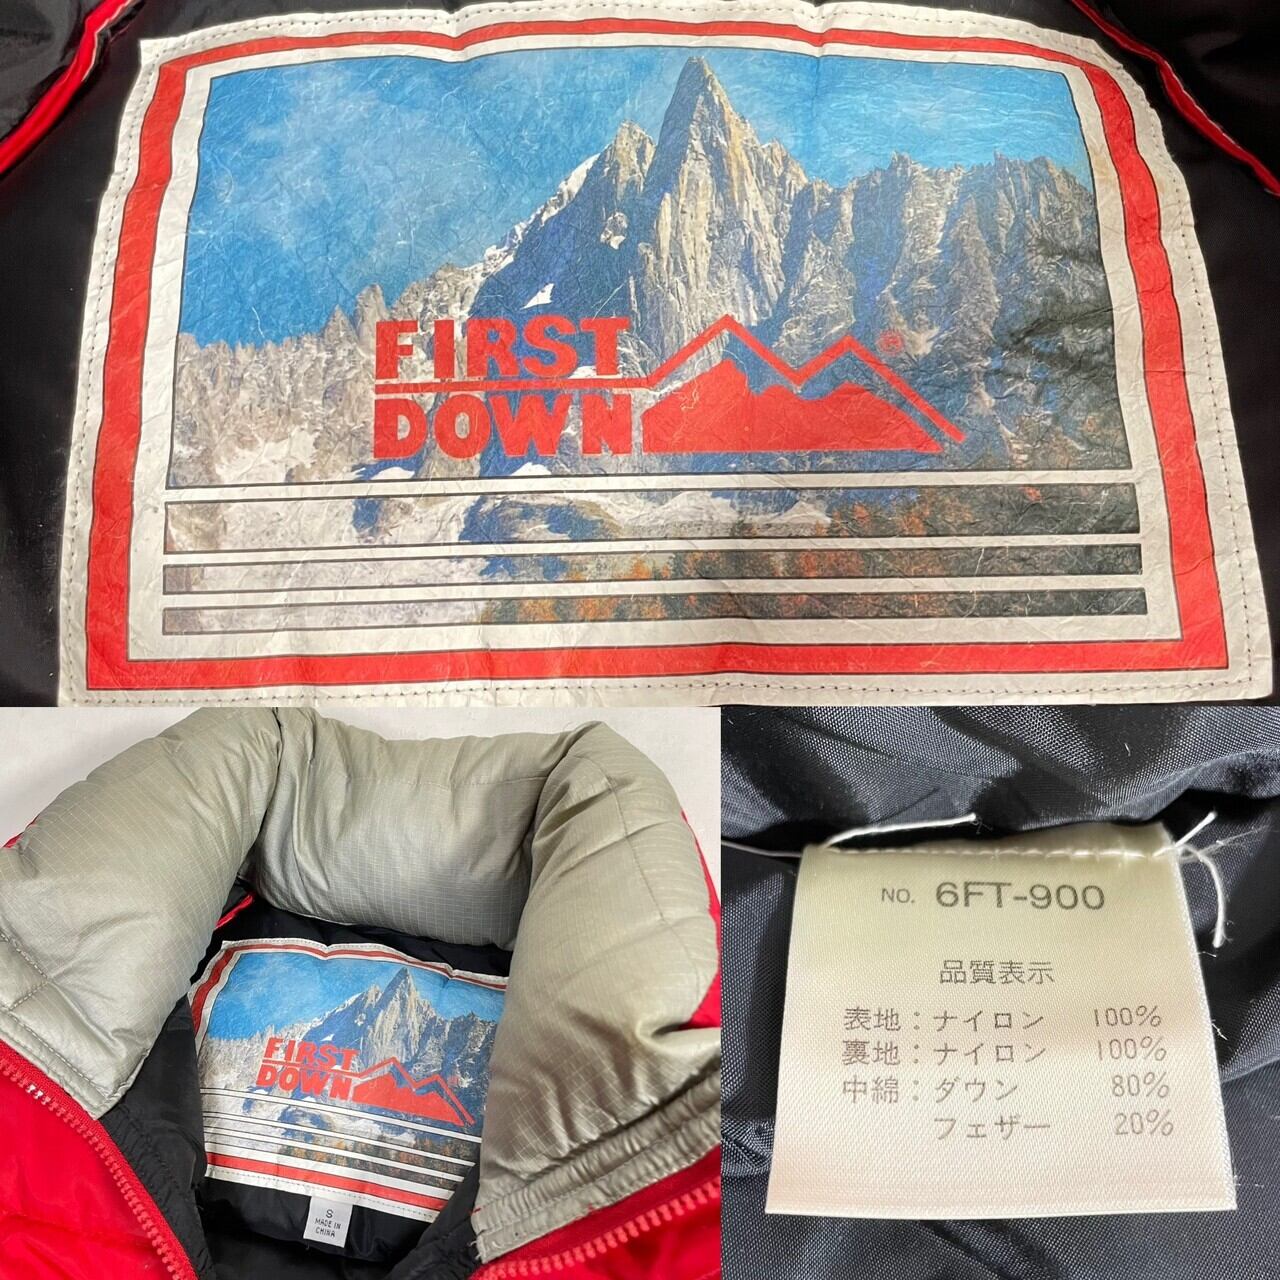 FIRST
DOWN
®
FIRST
DOWN
S
MADE IN
CHINA
NO. 6FT-900
品質表示
表地：ナイロン 100%
裏地：ナイロン 100%
中綿：ダウン 80%
フェザー 20%